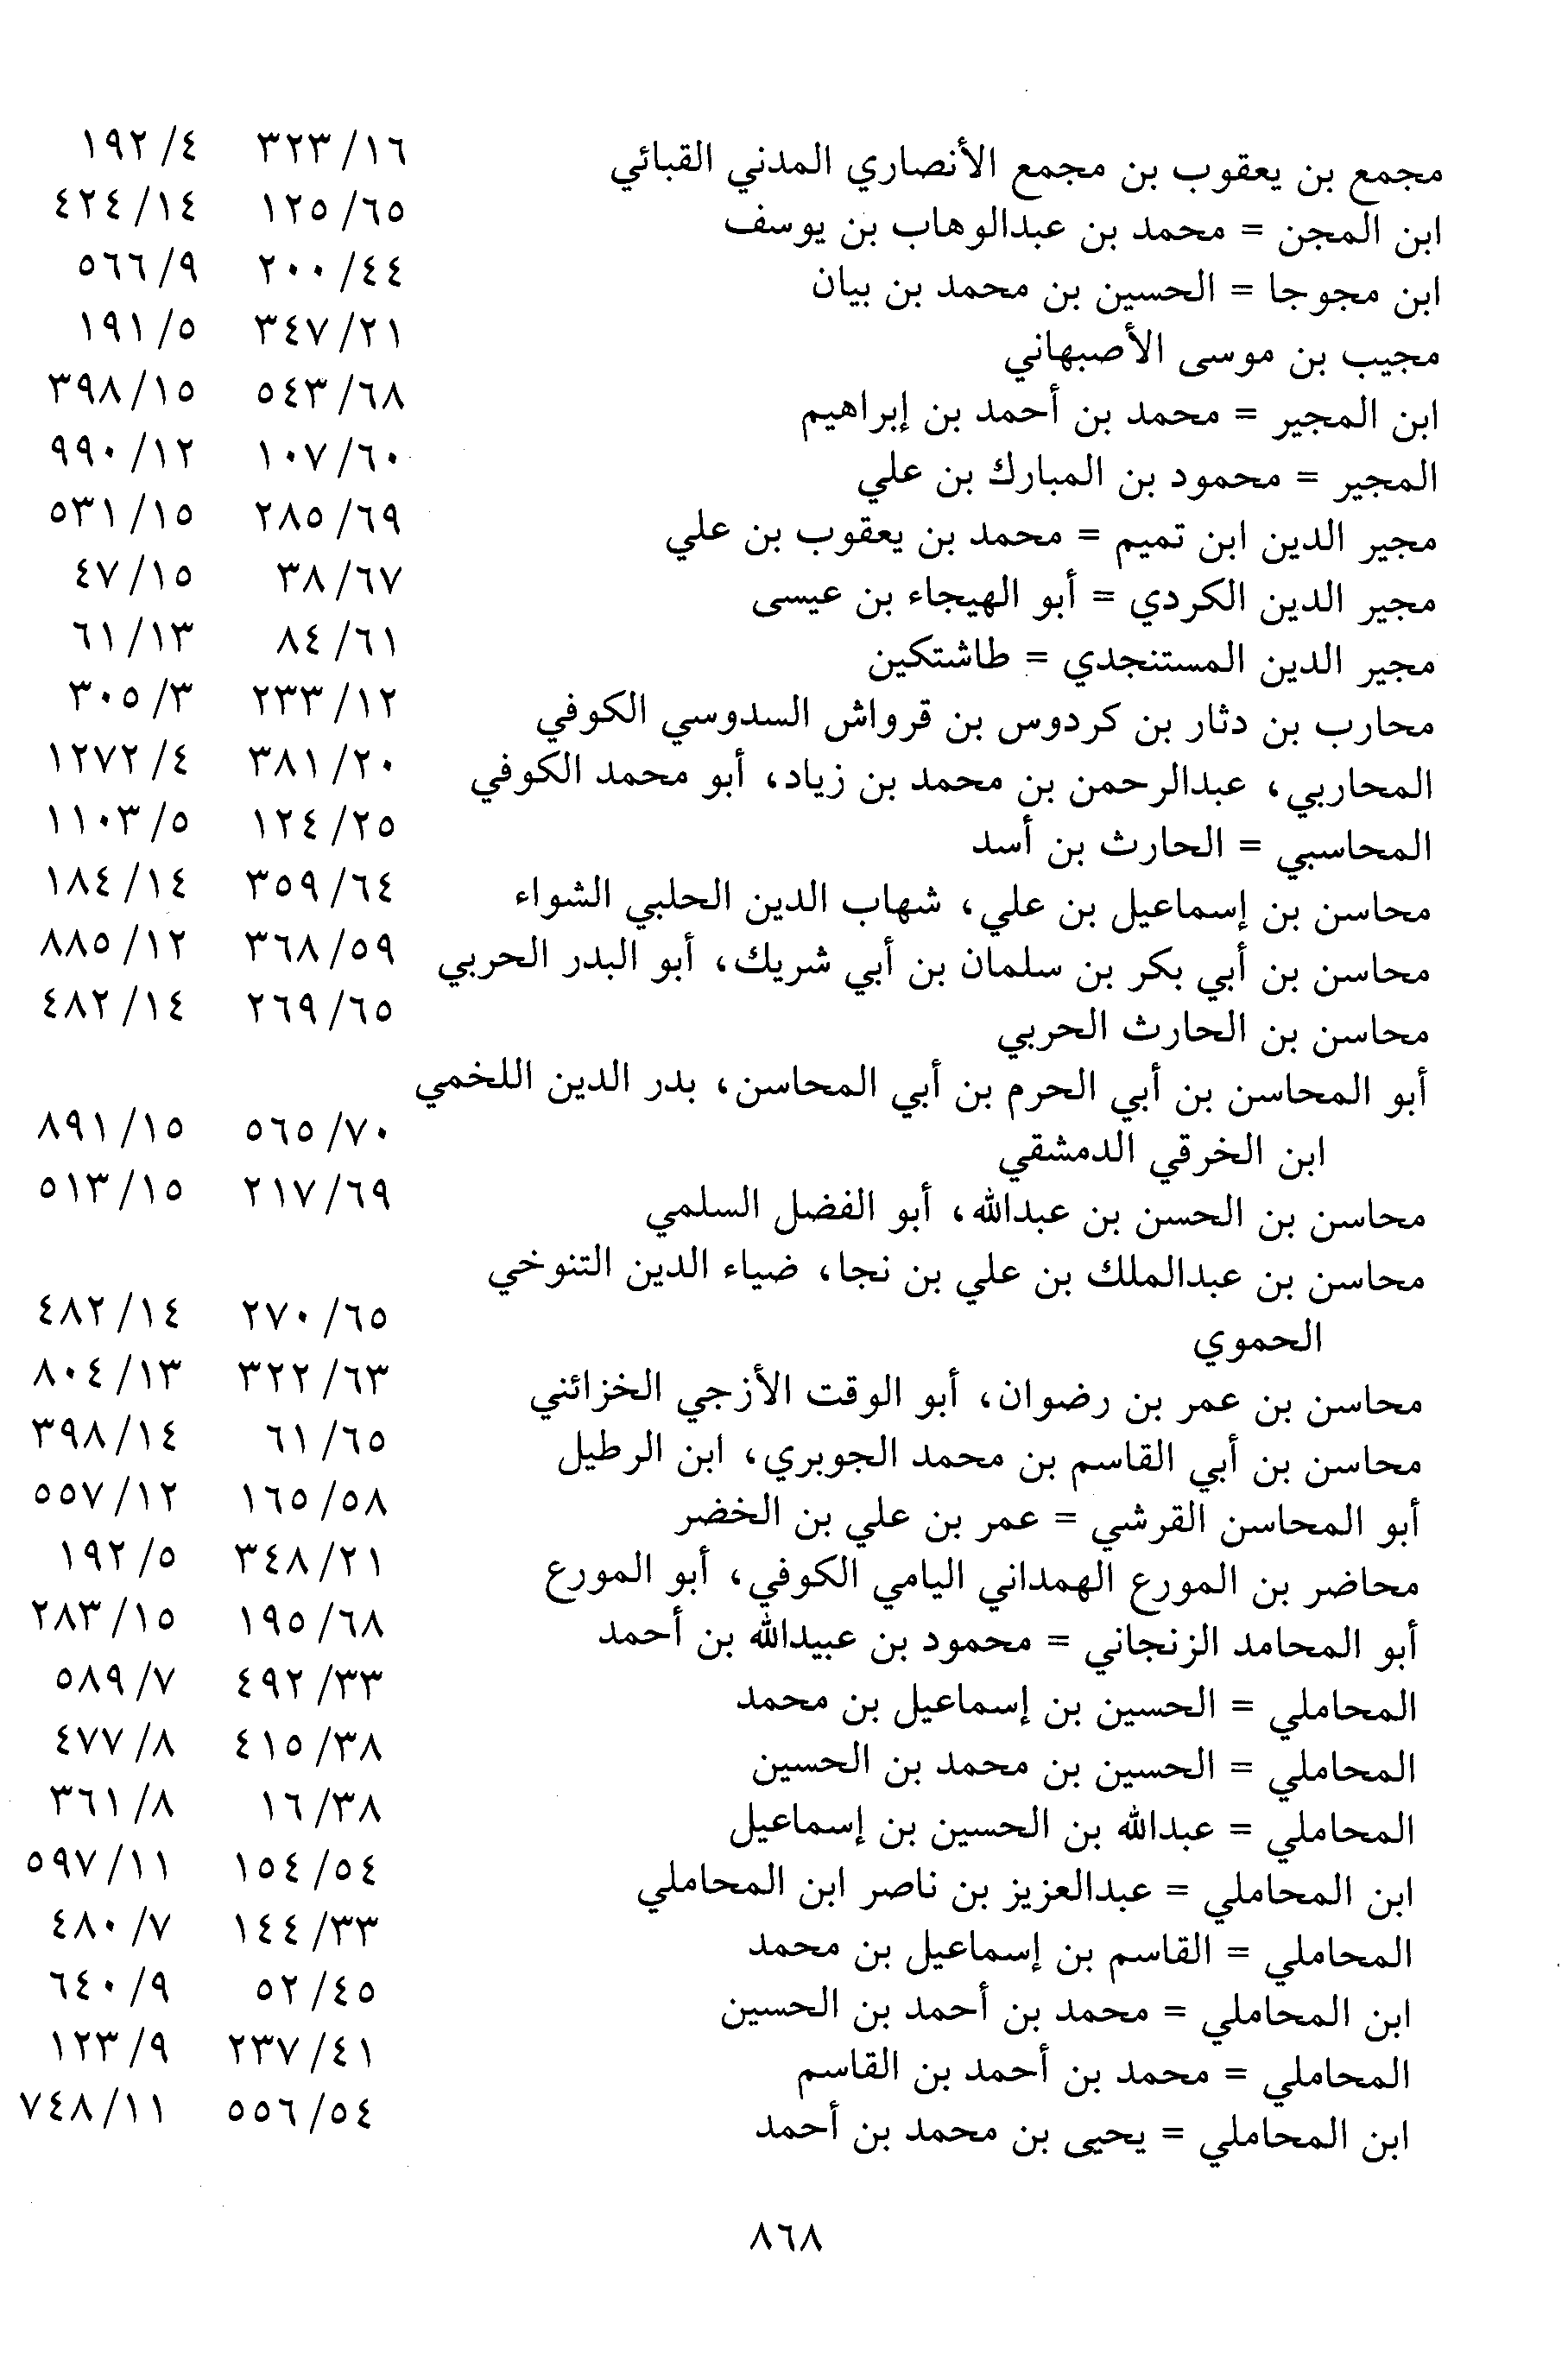 مجمع بن يعقوب بن مجمع الأنصاري المدني القبائي ١٦/ ٣٢٣ ٤/ ١٩٢
ابن المجن = محمد بن عبدالوهاب بن يوسف ٦٥/ ١٢٥ ١٤/ ٤٢٤
ابن مجوجا = الحسين بن محمد بن بيان ٤٤/ ٢٠٠ ٩/ ٥٦٦
مجيب بن موسى الأصبهاني ٢١/ ٣٤٧ ٥/ ١٩١
ابن المجير = محمد بن أحمد بن إبراهيم ٦٨/ ٥٤٣ ١٥/ ٣٩٨
المجير = محمود بن المبارك بن علي ٦٠/ ١٠٧ ١٢/ ٩٩٠
مجير الدين ابن تميم = محمد بن يعقوب بن علي ٦٩/ ٢٨٥ ١٥/ ٥٣١
مجير الدين الكردي = أبو الهيجاء بن عيسى ٦٧/ ٣٨ ١٥/ ٤٧
مجير الدين المستنجدي = طاشتكين ٦١/ ٨٤ ١٣/ ٦١
محارب بن دثار بن كردوس بن قرواش السدوسي الكوفي ١٢/ ٢٣٣ ٣/ ٣٠٥
المحاربي، عبدالرحمن بن محمد بن زياد، أبو محمد الكوفي ٢٠/ ٣٨١ ٤/ ١٢٧٢
المحاسبي = الحارث بن أسد ٢٥/ ١٢٤ ٥/ ١١٠٣
محاسن بن إسماعيل بن علي، شهاب الدين الحلبي الشواء ٦٤/ ٣٥٩ ١٤/ ١٨٤
محاسن بن أبي بكر بن سلمان بن أبي شريك، أبو البدر الحربي ٥٩/ ٣٦٨ ١٢/ ٨٨٥
محاسن بن الحارث الحربي ٦٥/ ٢٦٩ ١٤/ ٤٨٢
أبو المحاسن بن أبي الحرم بن أبي المحاسن، بدر الدين اللخمي
ابن الخرقي الدمشقي ٧٠/ ٥٦٥ ١٥/ ٨٩١
محاسن بن الحسن بن عبدالله، أبو الفضل السلمي ٦٩/ ٢١٧ ١٥/ ٥١٣
محاسن بن عبدالملك بن علي بن نجا، ضياء الدين التنوخي
الحموي ٦٥/ ٢٧٠ ١٤/ ٤٨٢
محاسن بن عمر بن رضوان، أبو الوقت الأزجي الخزائني ٦٣/ ٣٢٢ ١٣/ ٨٠٤
محاسن بن أبي القاسم بن محمد الجوبري، ابن الرطيل ٦٥/ ٦١ ١٤/ ٣٩٨
أبو المحاسن القرشي = عمر بن علي بن الخضر ٥٨/ ١٦٥ ١٢/ ٥٥٧
محاضر بن المورع الهمداني اليامي الكوفي، أبو المورع ٢١/ ٣٤٨ ٥/ ١٩٢
أبو المحامد الزنجاني = محمود بن عبيدالله بن أحمد ٦٨/ ١٩٥ ١٥/ ٢٨٣
المحاملي = الحسين بن إسماعيل بن محمد ٣٣/ ٤٩٢ ٧/ ٥٨٩
المحاملي = الحسين بن محمد بن الحسين ٣٨/ ٤١٥ ٨/ ٤٧٧
المحاملي = عبدالله بن الحسين بن إسماعيل ٣٨/ ١٦ ٨/ ٣٦١
ابن المحاملي = عبدالعزيز بن ناصر ابن المحاملي ٥٤/ ١٥٤ ١١/ ٥٩٧
المحاملي = القاسم بن إسماعيل بن محمد ٣٣/ ١٤٤ ٧/ ٤٨٠
ابن المحاملي = محمد بن أحمد بن الحسين ٤٥/ ٥٢ ٩/ ٦٤٠
المحاملي = محمد بن أحمد بن القاسم ٤١/ ٢٣٧ ٩/ ١٢٣
ابن المحاملي = يحيى بن محمد بن أحمد ٥٤/ ٥٥٦ ١١/ ٧٤٨
٨٦٨